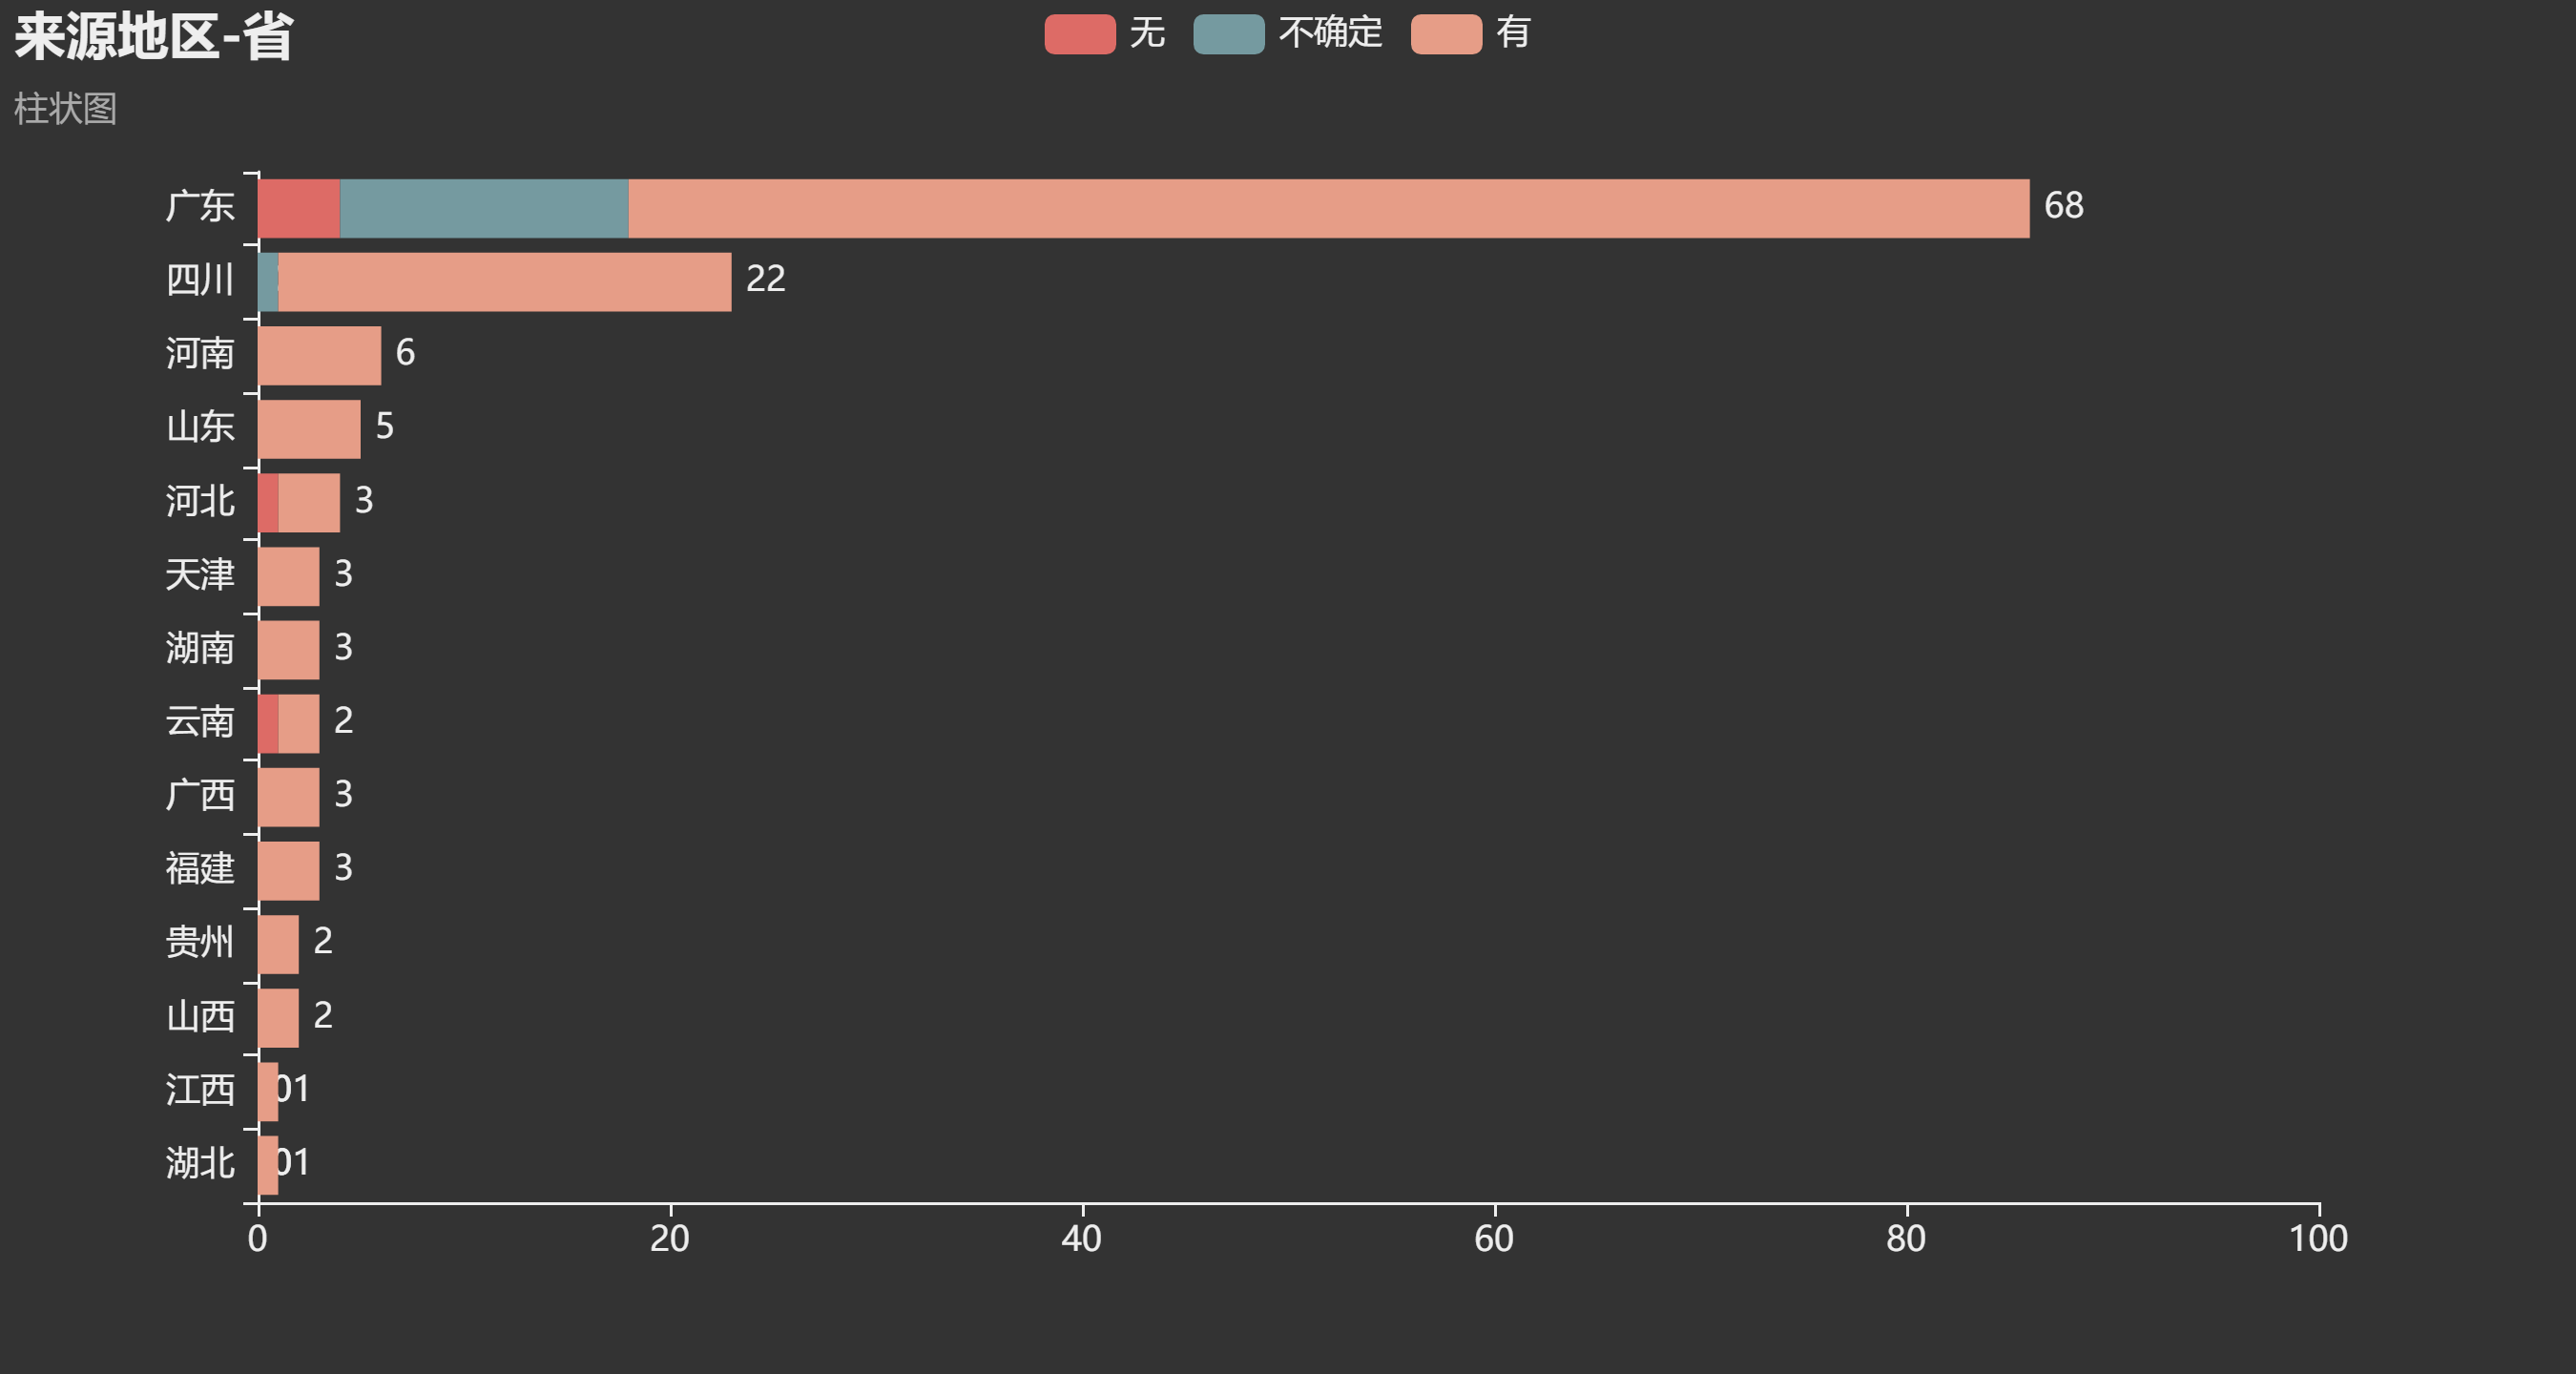 来源地区-省
无 不确定 有
柱状图
广东 68
四川 22
河南 6
山东 5
河北 3
天津 3
湖南 3
云南 2
广西 3
福建 3
贵州 2
山西 2
江西 01
湖北 01
0 20 40 60 80 100